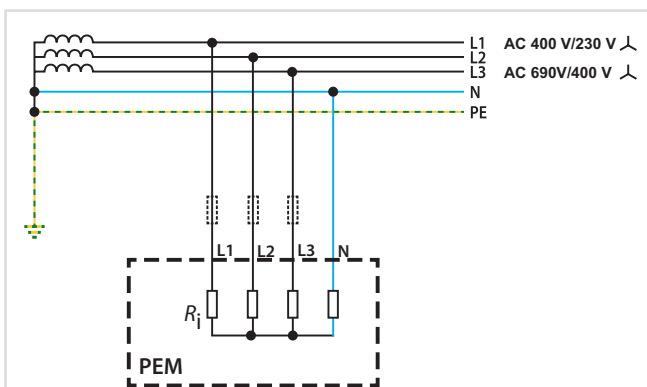 L1 AC 400 V/230 V
L2
L3 AC 690V/400 V
N
PE
L1 L2 L3 N
Ri
PEM